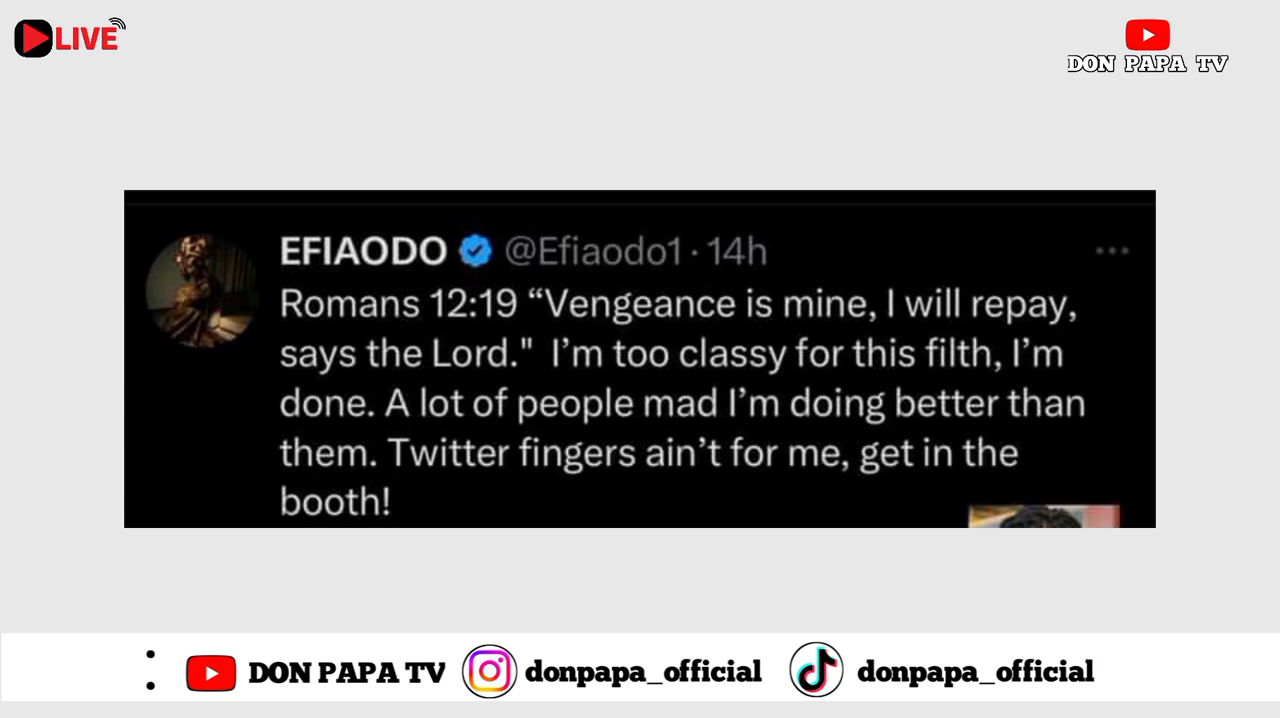 LIVE
DON PAPA TV
EFIAODO @Efiaodo1 · 14h
Romans 12:19 “Vengeance is mine, I will repay,
says the Lord." I’m too classy for this filth, I’m
done. A lot of people mad I’m doing better than
them. Twitter fingers ain’t for me, get in the
booth!
: DON PAPA TV donpapa_official donpapa_official